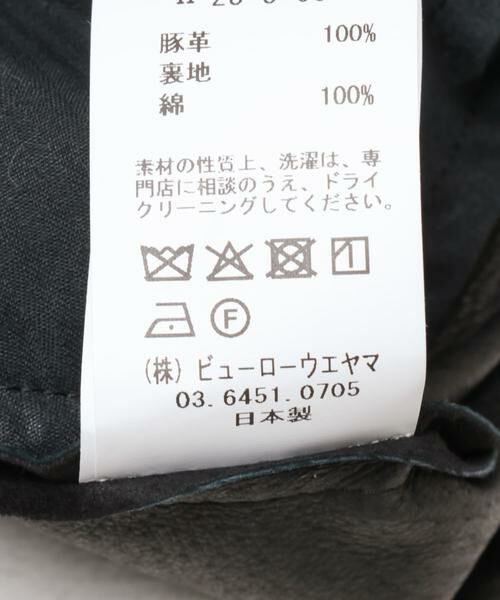 豚革 100%
裏地
綿 100%
素材の性質上、洗濯は、専
門店に相談のうえ、ドライ
クリーニングしてください。
F
(株) ビューローウエヤマ
03.6451.0705
日本製